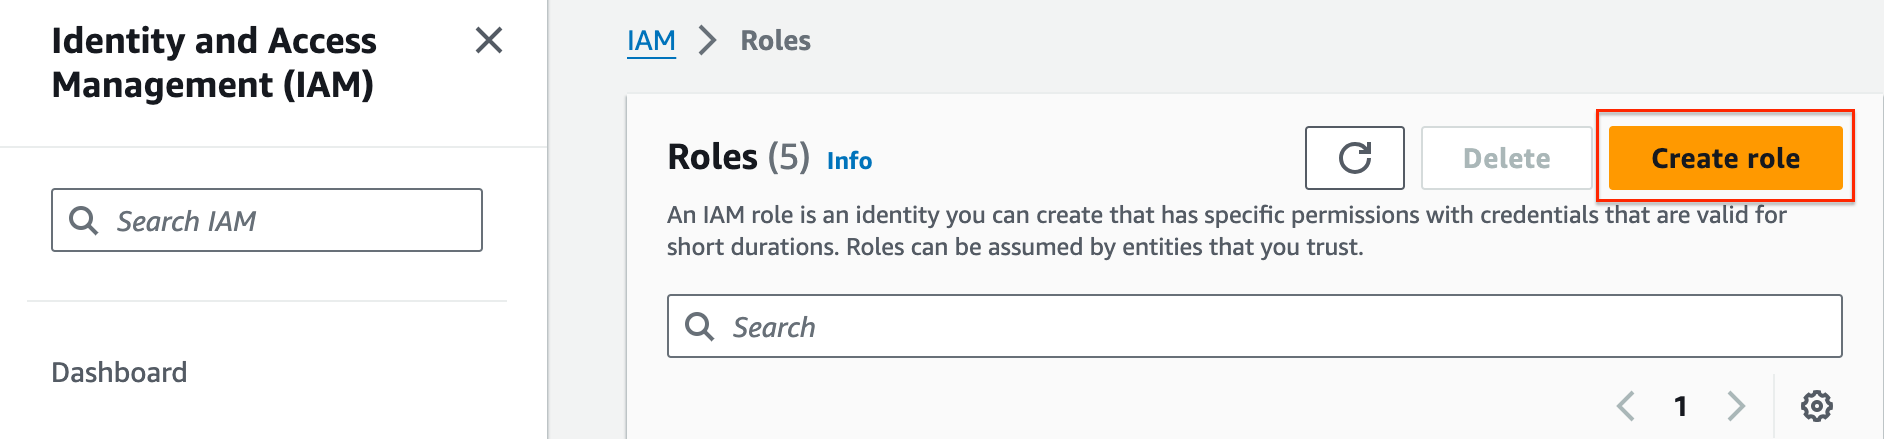 Identity and Access
Management (IAM)
Search IAM
Dashboard
IAM > Roles
Roles (5) Info
Delete
Create role
An IAM role is an identity you can create that has specific permissions with credentials that are valid for
short durations. Roles can be assumed by entities that you trust.
Search
1